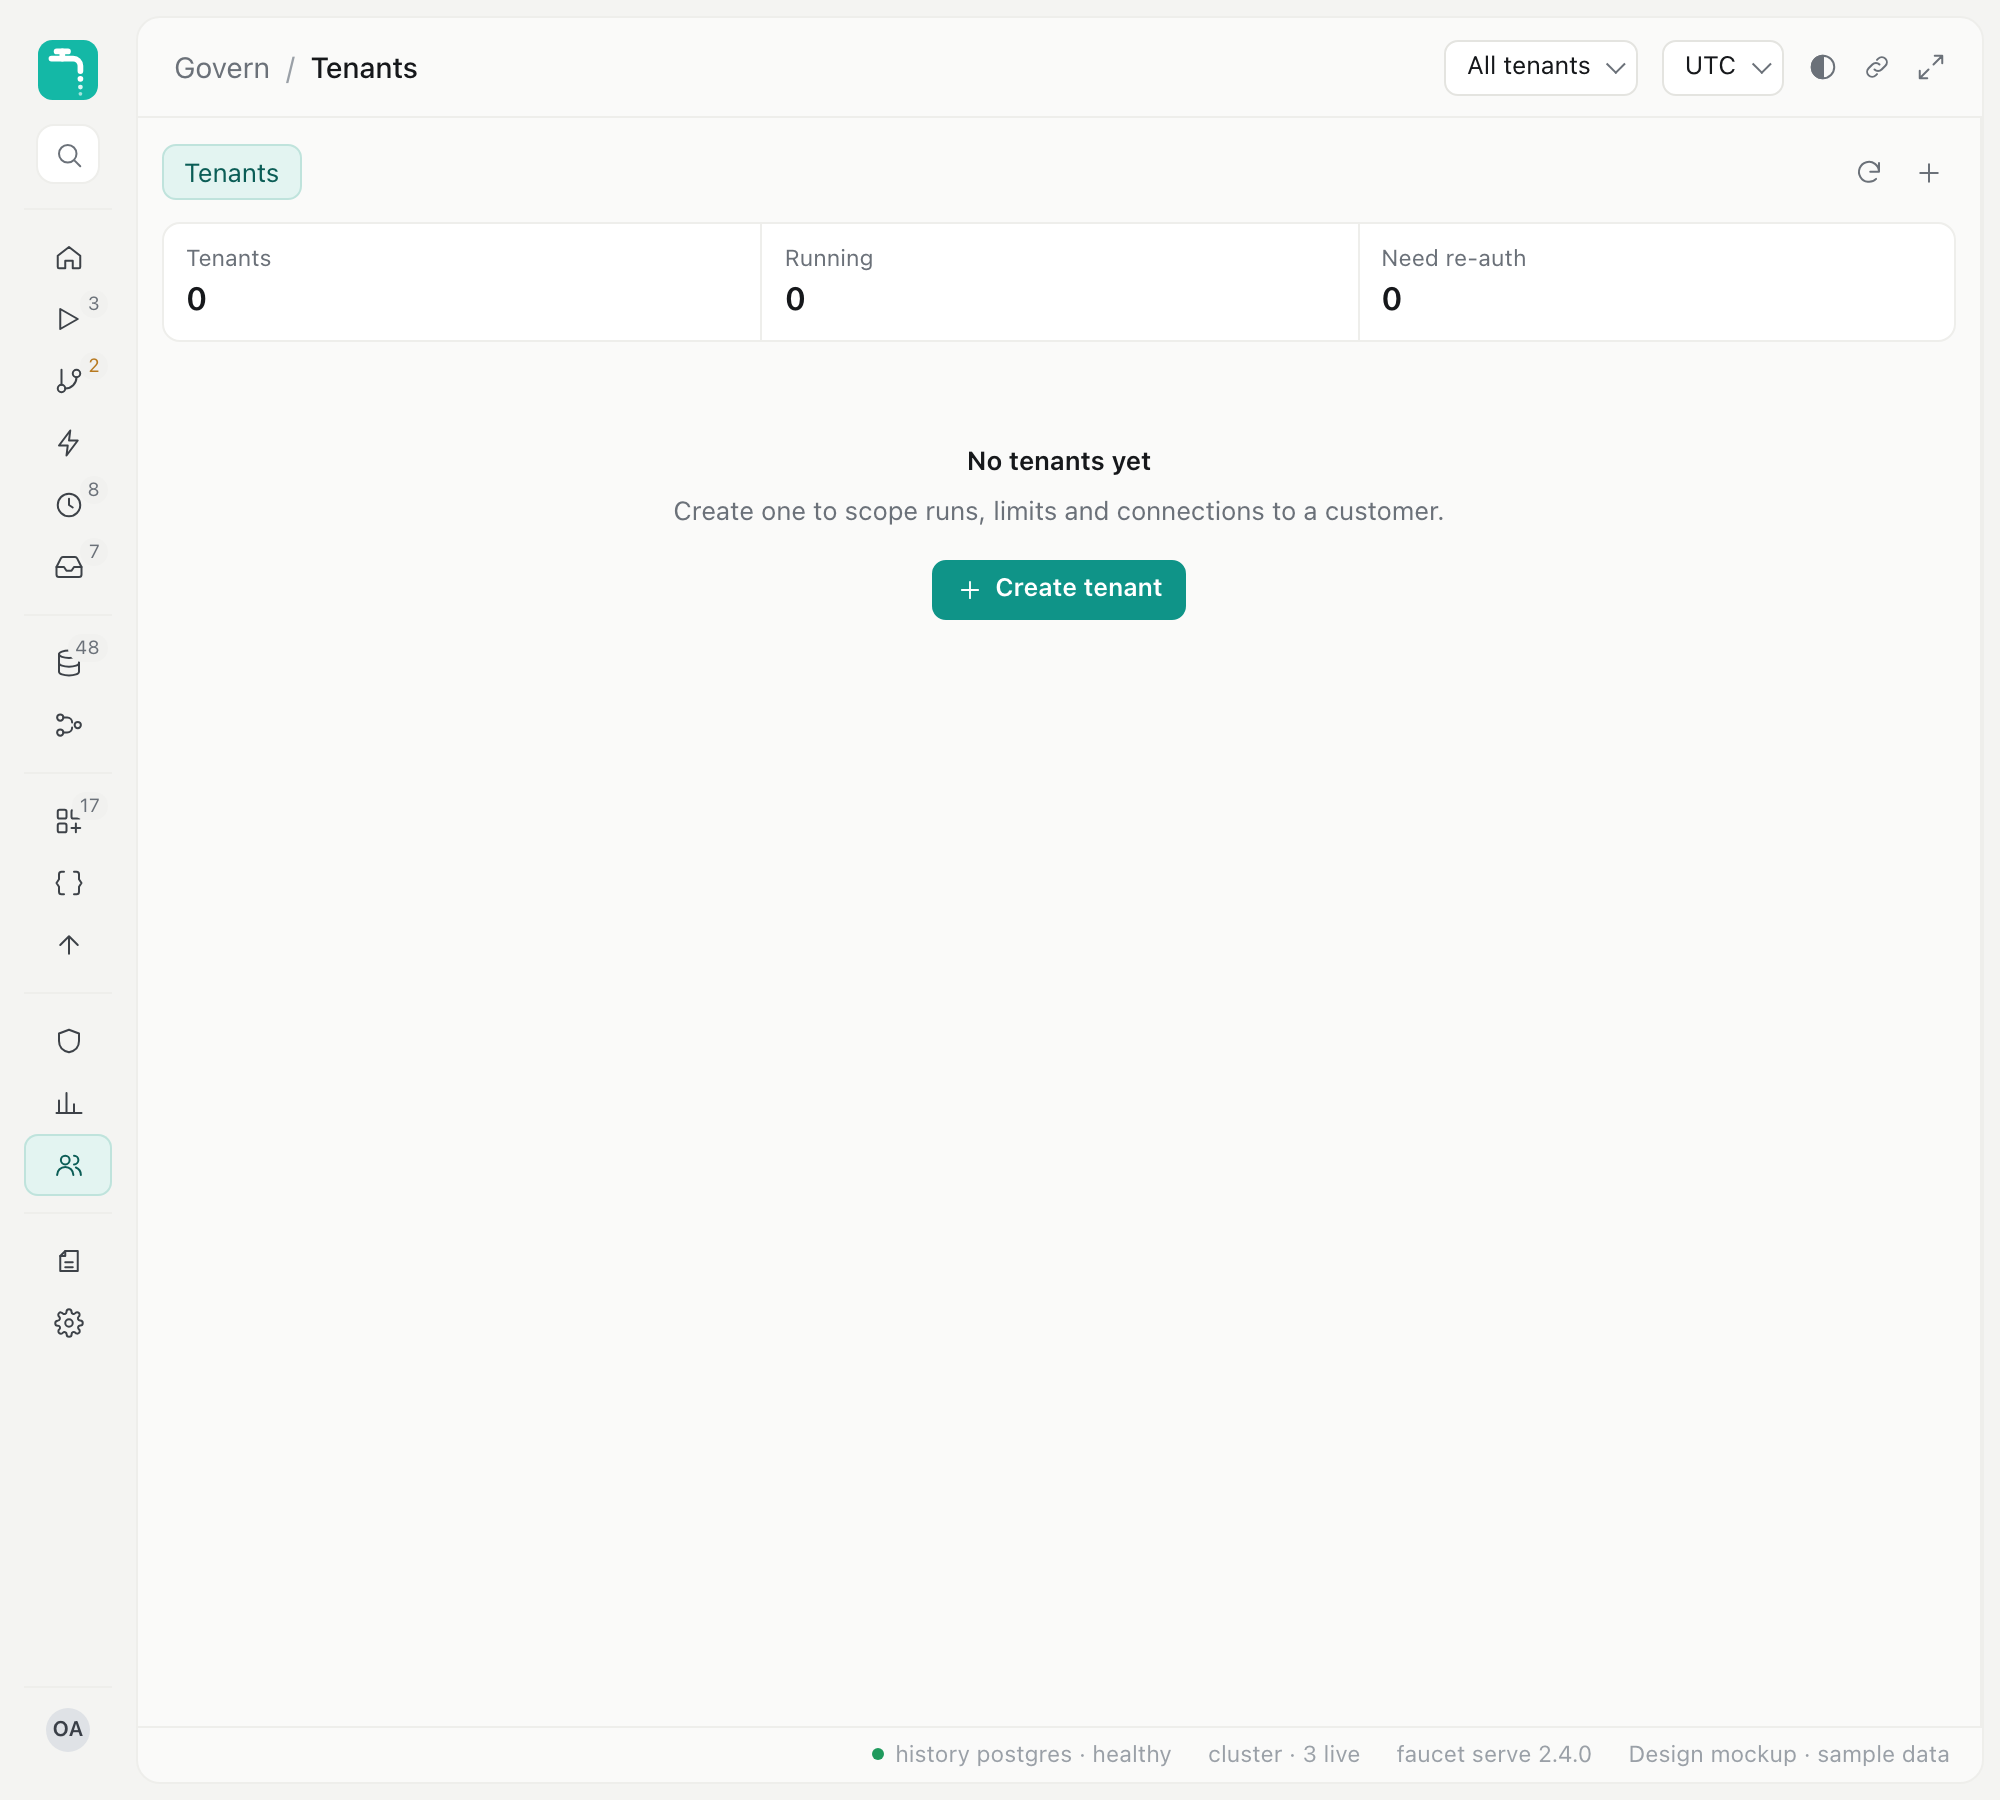 Govern / Tenants
All tenants
UTC
Tenants
Tenants
0
Running
0
Need re-auth
0
No tenants yet
Create one to scope runs, limits and connections to a customer.
Create tenant
3
2
8
7
48
17
OA
history postgres · healthy
cluster · 3 live
faucet serve 2.4.0
Design mockup · sample data